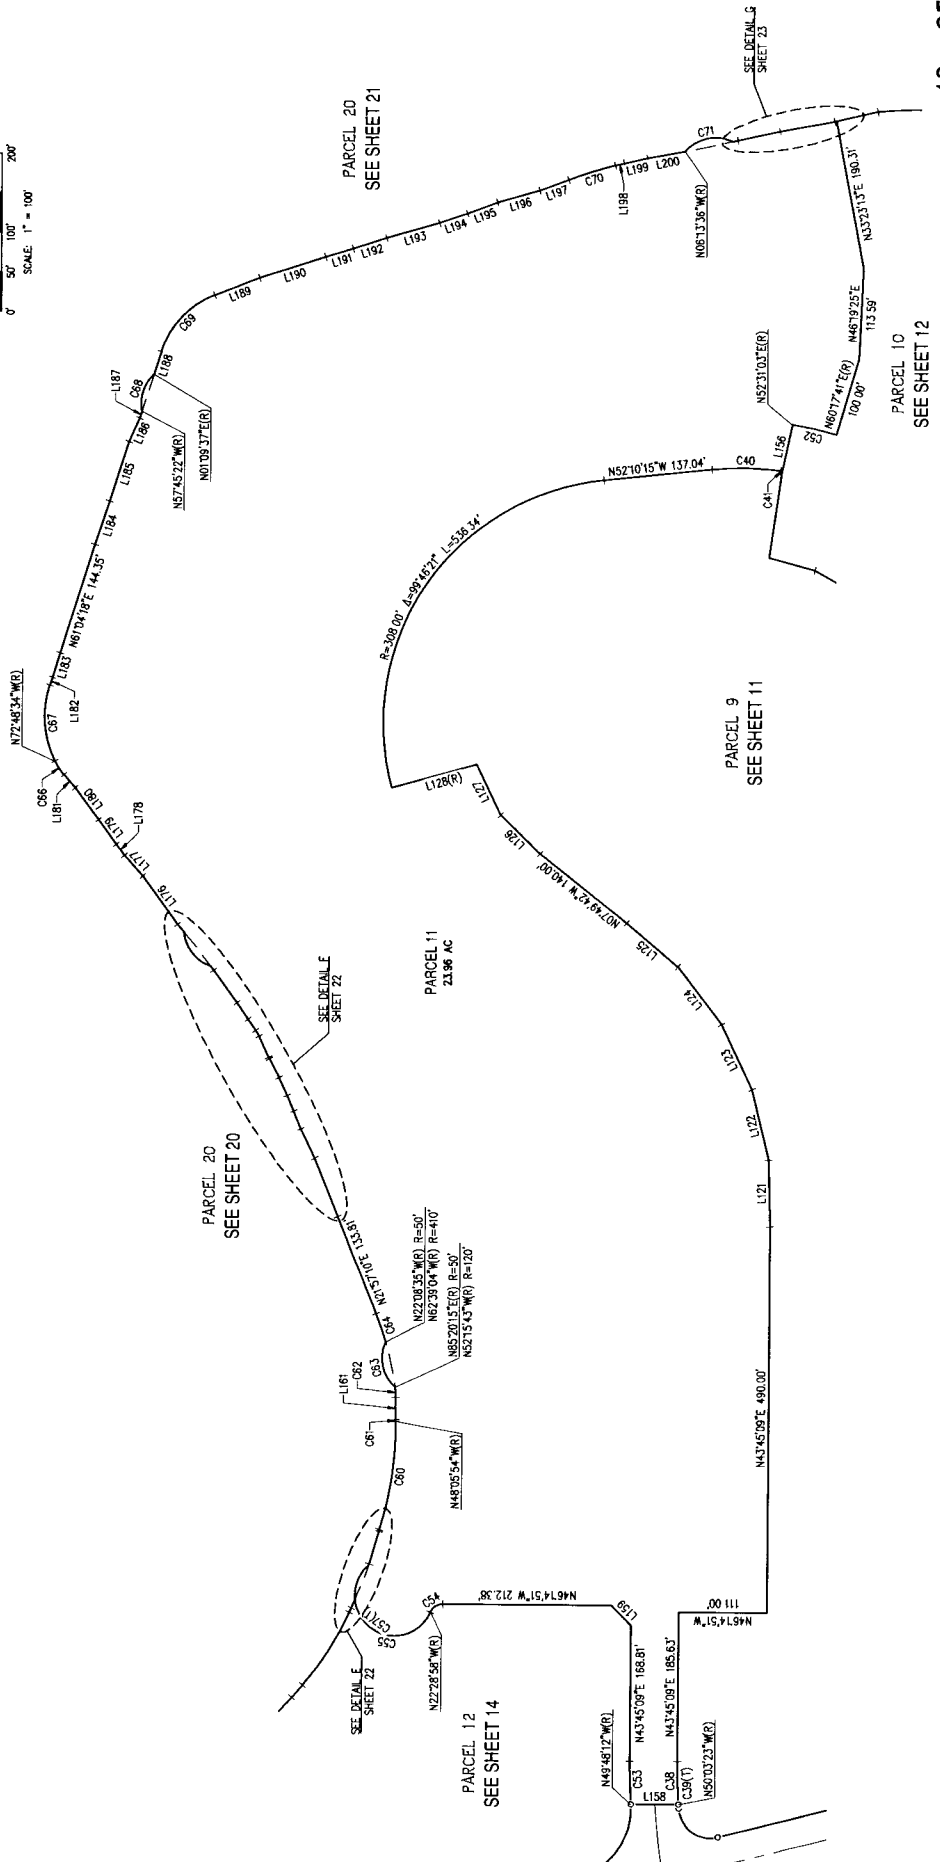 0'
50'
100'
200'
SCALE: 1" = 100'
PARCEL 20
SEE SHEET 21
SEE DETAIL G
SHEET 23
C71
L200
L199
L198
C70
L197
L196
L195
L194
L193
L192
L191
L190
L189
C69
L188
C68
L187
L186
L185
L184
N57°45'22"W(R)
N01°09'37"E(R)
N06°13'36"W(R)
N33°23'13"E 190.31'
N46°19'25"E
113.59'
N60°17'41"E(R)
100.00'
PARCEL 10
SEE SHEET 12
N52°31'03"E(R)
L156
C52
C41
C40
N52°10'15"W 137.04'
R=308.00' Δ=99°46'21" L=536.34'
N61°04'18"E 144.35'
L183
L182
C67
N72°48'34"W(R)
C66
L181
L180
L179
L178
L177
L176
L128(R)
L127
L126
N07°49'42"W 140.00'
L125
L124
L123
L122
L121
PARCEL 9
SEE SHEET 11
PARCEL 11
23.96 AC
SEE DETAIL F
SHEET 22
PARCEL 20
SEE SHEET 20
N21°57'10"E 133.81'
C64
C63
N22°08'35"W(R) R=50'
N62°39'04"W(R) R=410'
N85°20'15"E(R) R=50'
N52°15'43"W(R) R=120'
C62
L161
C61
C60
N48°05'54"W(R)
N43°45'09"E 490.00'
C57(T)
C55
C54
SEE DETAIL E
SHEET 22
N22°28'58"W(R)
N46°14'51"W 212.38'
L159
N46°14'51"W
111.00'
N43°45'09"E 168.81'
N43°45'09"E 185.63'
PARCEL 12
SEE SHEET 14
N49°48'12"W(R)
C53
L158
C38
C39(T)
N50°03'23"W(R)